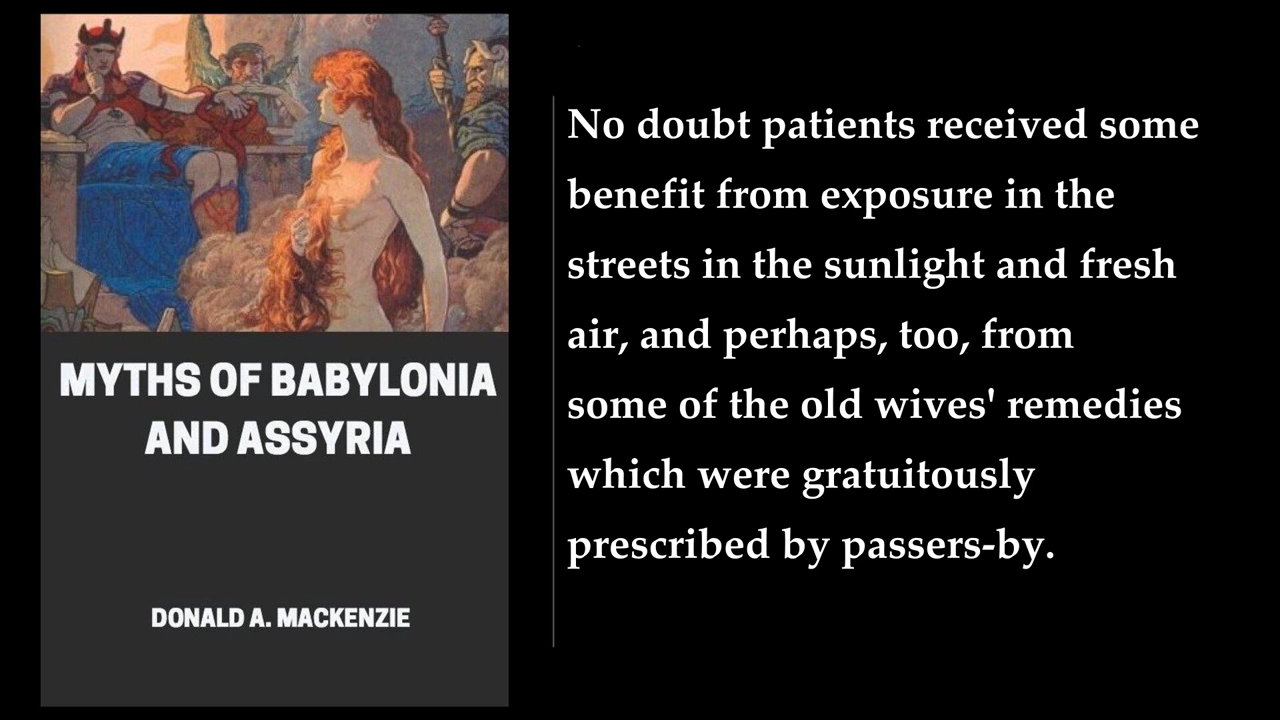 MYTHS OF BABYLONIA
AND ASSYRIA
DONALD A. MACKENZIE
No doubt patients received some
benefit from exposure in the
streets in the sunlight and fresh
air, and perhaps, too, from
some of the old wives' remedies
which were gratuitously
prescribed by passers-by.